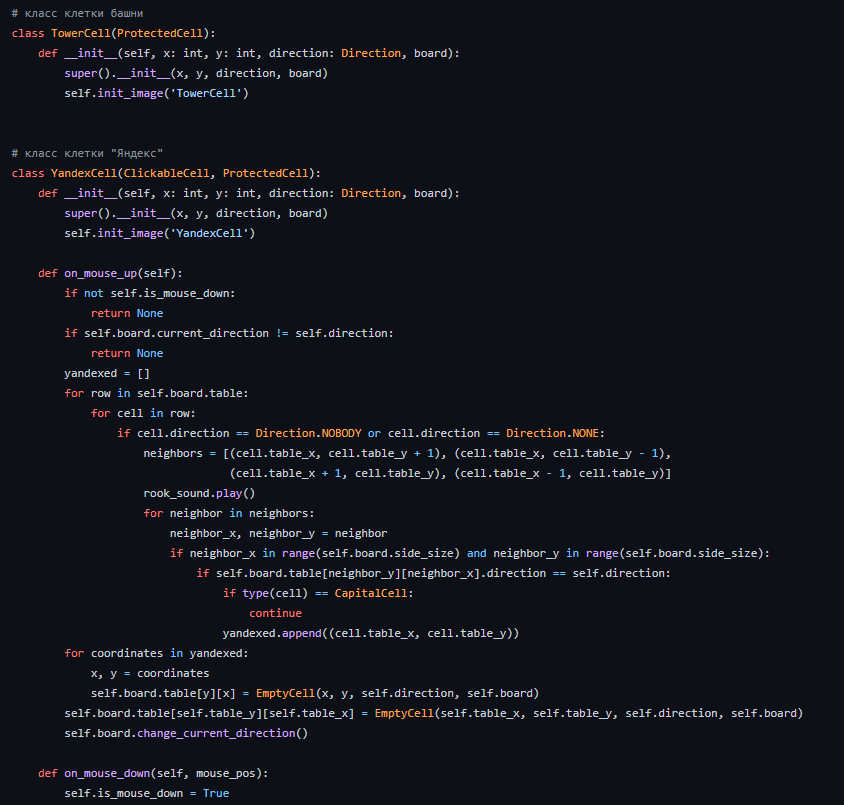 # класс клетки башни
class TowerCell(ProtectedCell):
    def __init__(self, x: int, y: int, direction: Direction, board):
        super().__init__(x, y, direction, board)
        self.init_image('TowerCell')
# класс клетки "Яндекс"
class YandexCell(ClickableCell, ProtectedCell):
    def __init__(self, x: int, y: int, direction: Direction, board):
        super().__init__(x, y, direction, board)
        self.init_image('YandexCell')
    def on_mouse_up(self):
        if not self.is_mouse_down:
            return None
        if self.board.current_direction != self.direction:
            return None
        yandexed = []
        for row in self.board.table:
            for cell in row:
                if cell.direction == Direction.NOBODY or cell.direction == Direction.NONE:
                    neighbors = [(cell.table_x, cell.table_y + 1), (cell.table_x, cell.table_y - 1),
                                 (cell.table_x + 1, cell.table_y), (cell.table_x - 1, cell.table_y)]
                    rook_sound.play()
                    for neighbor in neighbors:
                        neighbor_x, neighbor_y = neighbor
                        if neighbor_x in range(self.board.side_size) and neighbor_y in range(self.board.side_size):
                            if self.board.table[neighbor_y][neighbor_x].direction == self.direction:
                                if type(cell) == CapitalCell:
                                    continue
                                yandexed.append((cell.table_x, cell.table_y))
        for coordinates in yandexed:
            x, y = coordinates
            self.board.table[y][x] = EmptyCell(x, y, self.direction, self.board)
        self.board.table[self.table_y][self.table_x] = EmptyCell(self.table_x, self.table_y, self.direction, self.board)
        self.board.change_current_direction()
    def on_mouse_down(self, mouse_pos):
        self.is_mouse_down = True